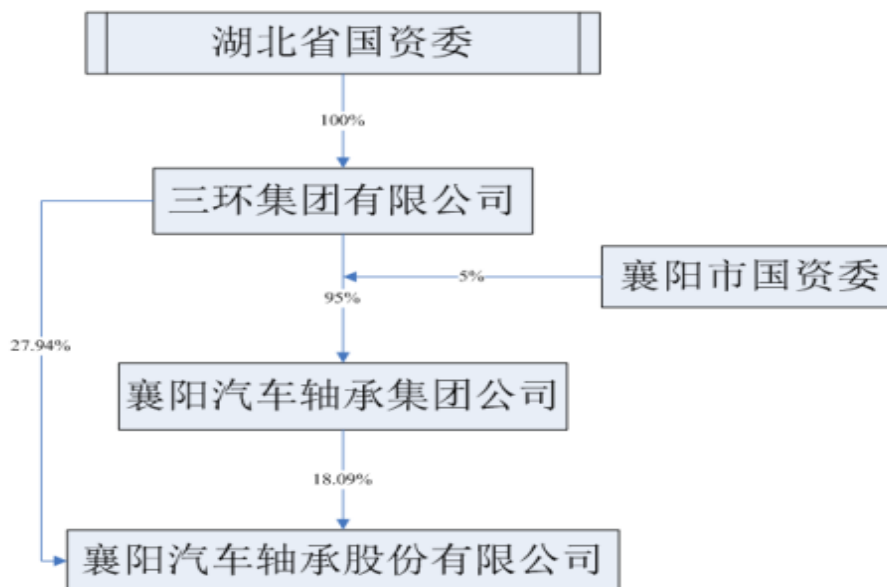 湖北省国资委
100%
三环集团有限公司
5%
襄阳市国资委
95%
27.94%
襄阳汽车轴承集团公司
18.09%
襄阳汽车轴承股份有限公司